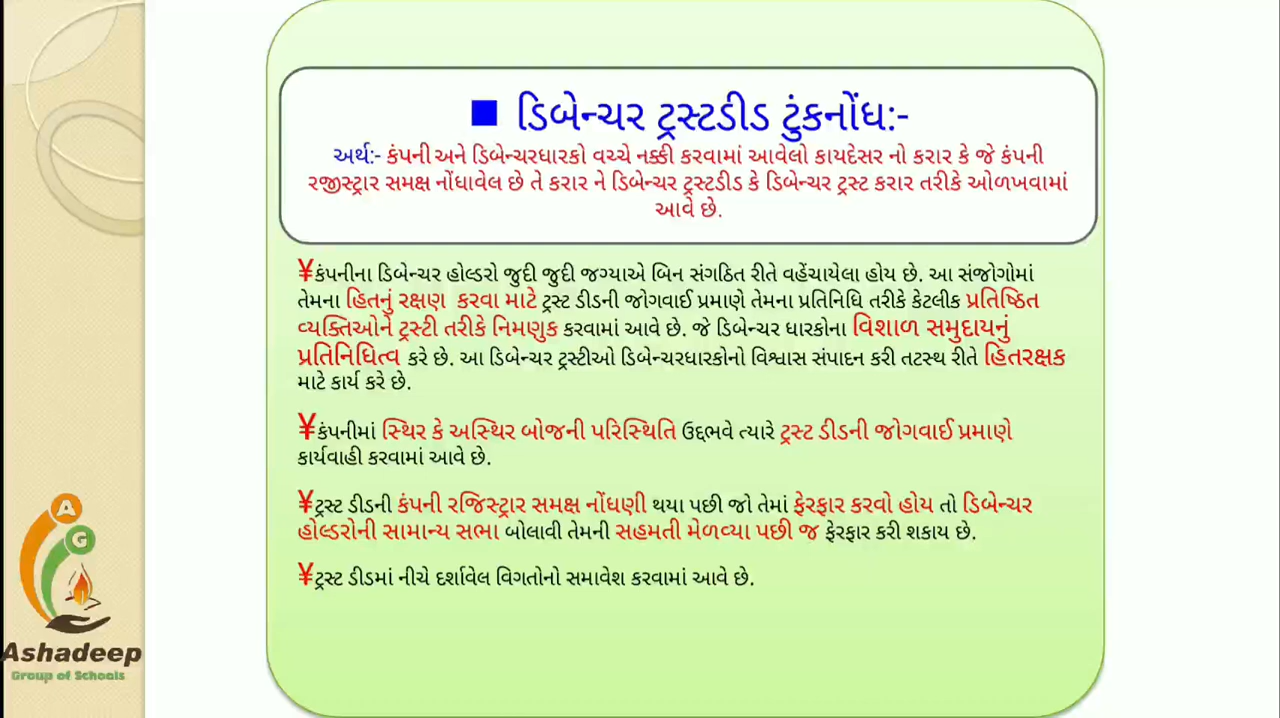 ■ ડિબેન્ચર ટ્રસ્ટડીડ ટુંકનોંધ:-
અર્થ:- કંપની અને ડિબેન્ચરધારકો વચ્ચે નક્કી કરવામાં આવેલો કાયદેસર નો કરાર કે જે કંપની
રજીસ્ટ્રાર સમક્ષ નોંધાવેલ છે તે કરાર ને ડિબેન્ચર ટ્રસ્ટડીડ કે ડિબેન્ચર ટ્રસ્ટ કરાર તરીકે ઓળખવામાં
આવે છે.
¥કંપનીના ડિબેન્ચર હોલ્ડરો જુદી જુદી જગ્યાએ બિન સંગઠિત રીતે વહેંચાયેલા હોય છે. આ સંજોગોમાં
તેમના હિતનું રક્ષણ કરવા માટે ટ્રસ્ટ ડીડની જોગવાઈ પ્રમાણે તેમના પ્રતિનિધિ તરીકે કેટલીક પ્રતિષ્ઠિત
વ્યક્તિઓને ટ્રસ્ટી તરીકે નિમણુક કરવામાં આવે છે. જે ડિબેન્ચર ધારકોના વિશાળ સમુદાયનું
પ્રતિનિધિત્વ કરે છે. આ ડિબેન્ચર ટ્રસ્ટીઓ ડિબેન્ચરધારકોનો વિશ્વાસ સંપાદન કરી તટસ્થ રીતે હિતરક્ષક
માટે કાર્ય કરે છે.
¥કંપનીમાં સ્થિર કે અસ્થિર બોજની પરિસ્થિતિ ઉદ્દભવે ત્યારે ટ્રસ્ટ ડીડની જોગવાઈ પ્રમાણે
કાર્યવાહી કરવામાં આવે છે.
¥ટ્રસ્ટ ડીડની કંપની રજિસ્ટ્રાર સમક્ષ નોંધણી થયા પછી જો તેમાં ફેરફાર કરવો હોય તો ડિબેન્ચર
હોલ્ડરોની સામાન્ય સભા બોલાવી તેમની સહમતી મેળવ્યા પછી જ ફેરફાર કરી શકાય છે.
¥ટ્રસ્ટ ડીડમાં નીચે દર્શાવેલ વિગતોનો સમાવેશ કરવામાં આવે છે.
A
G
Ashadeep
Group of Schools